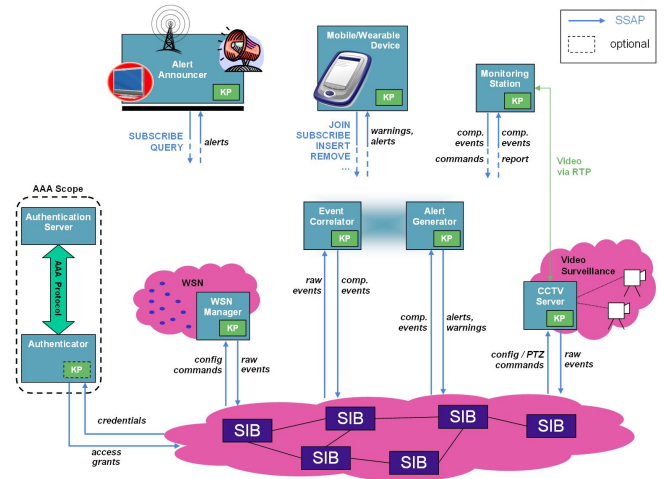 SSAP
optional
Alert
Announcer
KP
Mobile/Wearable
Device
KP
Monitoring
Station
KP
SUBSCRIBE
QUERY
alerts
JOIN
SUBSCRIBE
INSERT
REMOVE
...
warnings,
alerts
comp.
events
commands
comp.
events
report
Video
via RTP
AAA Scope
Authentication
Server
AAA Protocol
Authenticator
KP
Event
Correlator
KP
Alert
Generator
KP
WSN
WSN
Manager
KP
Video
Surveillance
CCTV
Server
KP
raw
events
comp.
events
comp.
events
alerts,
warnings
config
commands
raw
events
config / PTZ
commands
raw
events
credentials
access
grants
SIB
SIB
SIB
SIB
SIB
SIB